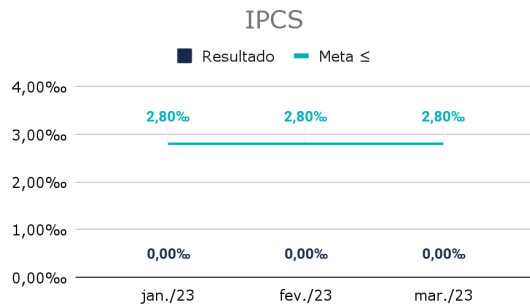 IPCS
Resultado Meta ≤
4,00‰
2,80‰ 2,80‰ 2,80‰
3,00‰
2,00‰
1,00‰
0,00‰ 0,00‰ 0,00‰
0,00‰
jan./23 fev./23 mar./23